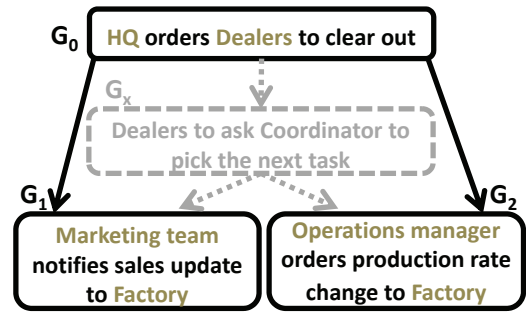 G0
HQ orders Dealers to clear out
Gx
Dealers to ask Coordinator to
pick the next task
G1
G2
Marketing team
notifies sales update
to Factory
Operations manager
orders production rate
change to Factory